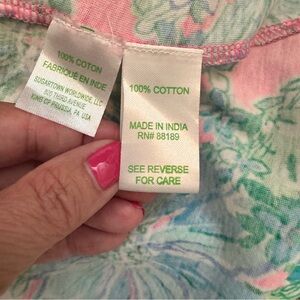 100% COTTON
FABRIQUÉ EN INDE
SUGARTOWN WORLDWIDE, LLC
800 THIRD AVENUE
KING OF PRUSSIA, PA USA
100% COTTON
MADE IN INDIA
RN# 88189
SEE REVERSE
FOR CARE